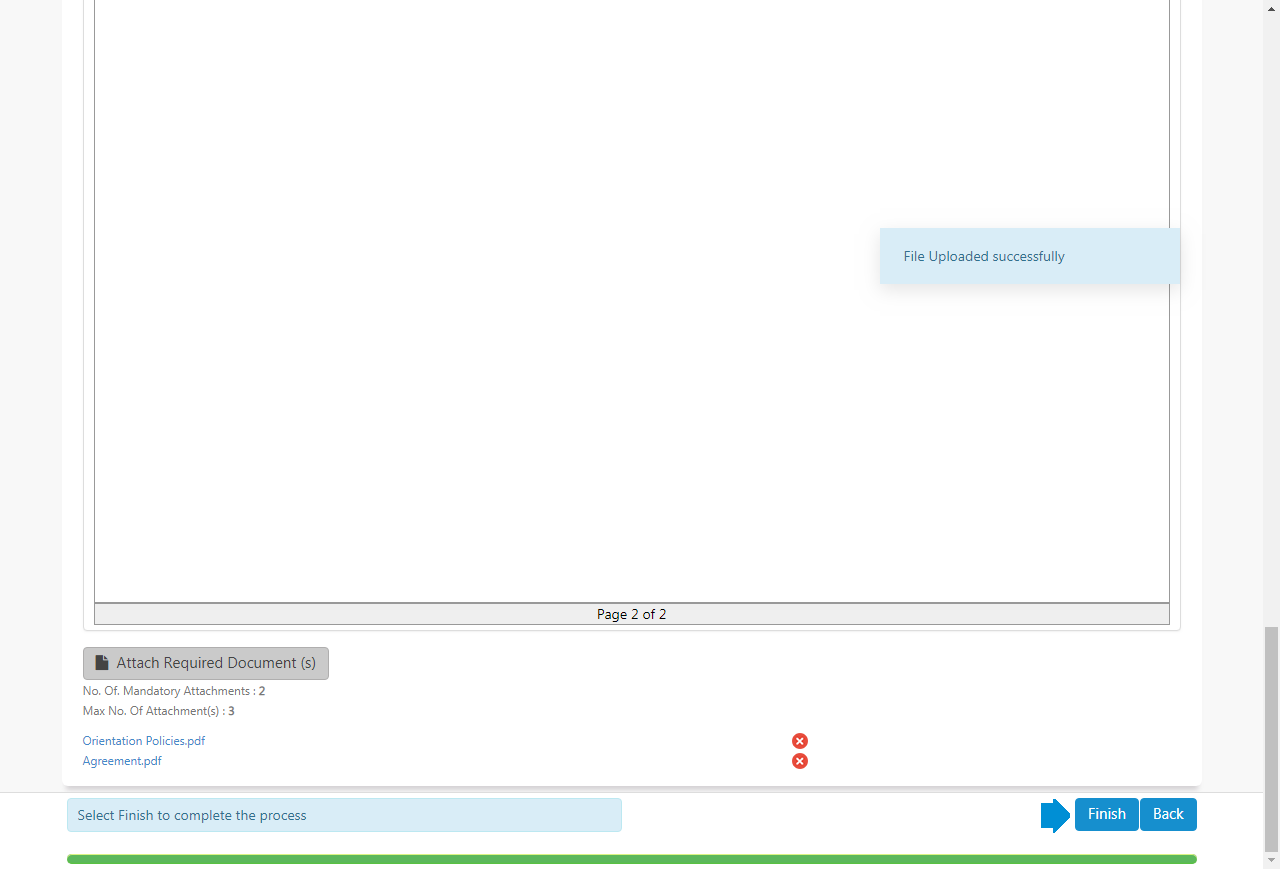 File Uploaded successfully
Page 2 of 2
Attach Required Document (s)
No. Of. Mandatory Attachments : 2
Max No. Of Attachment(s) : 3
Orientation Policies.pdf
Agreement.pdf
Select Finish to complete the process
Finish
Back